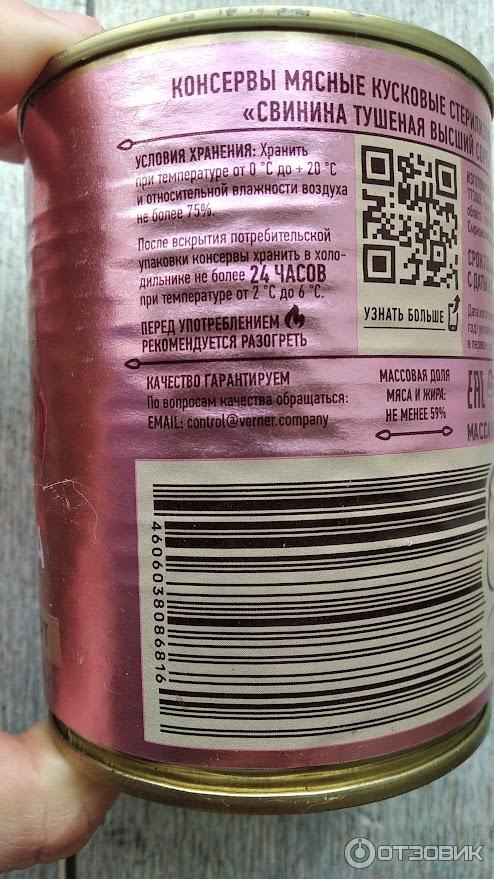 КОНСЕРВЫ МЯСНЫЕ КУСКОВЫЕ
«СВИНИНА ТУШЕНАЯ ВЫСШИЙ
УСЛОВИЯ ХРАНЕНИЯ: Хранить
при температуре от 0 °С до + 20 °С
и относительной влажности воздуха
не более 75%.
После вскрытия потребительской
упаковки консервы хранить в холо-
дильнике не более 24 ЧАСОВ
при температуре от 2 °С до 6 °С.
ПЕРЕД УПОТРЕБЛЕНИЕМ
РЕКОМЕНДУЕТСЯ РАЗОГРЕТЬ
УЗНАТЬ БОЛЬШЕ
КАЧЕСТВО ГАРАНТИРУЕМ
По вопросам качества обращаться:
EMAIL: control@verner.company
МАССОВАЯ ДОЛЯ
МЯСА И ЖИРА:
НЕ МЕНЕЕ 59%
EAC
МАССА
4606038086816
ОТЗОВИК